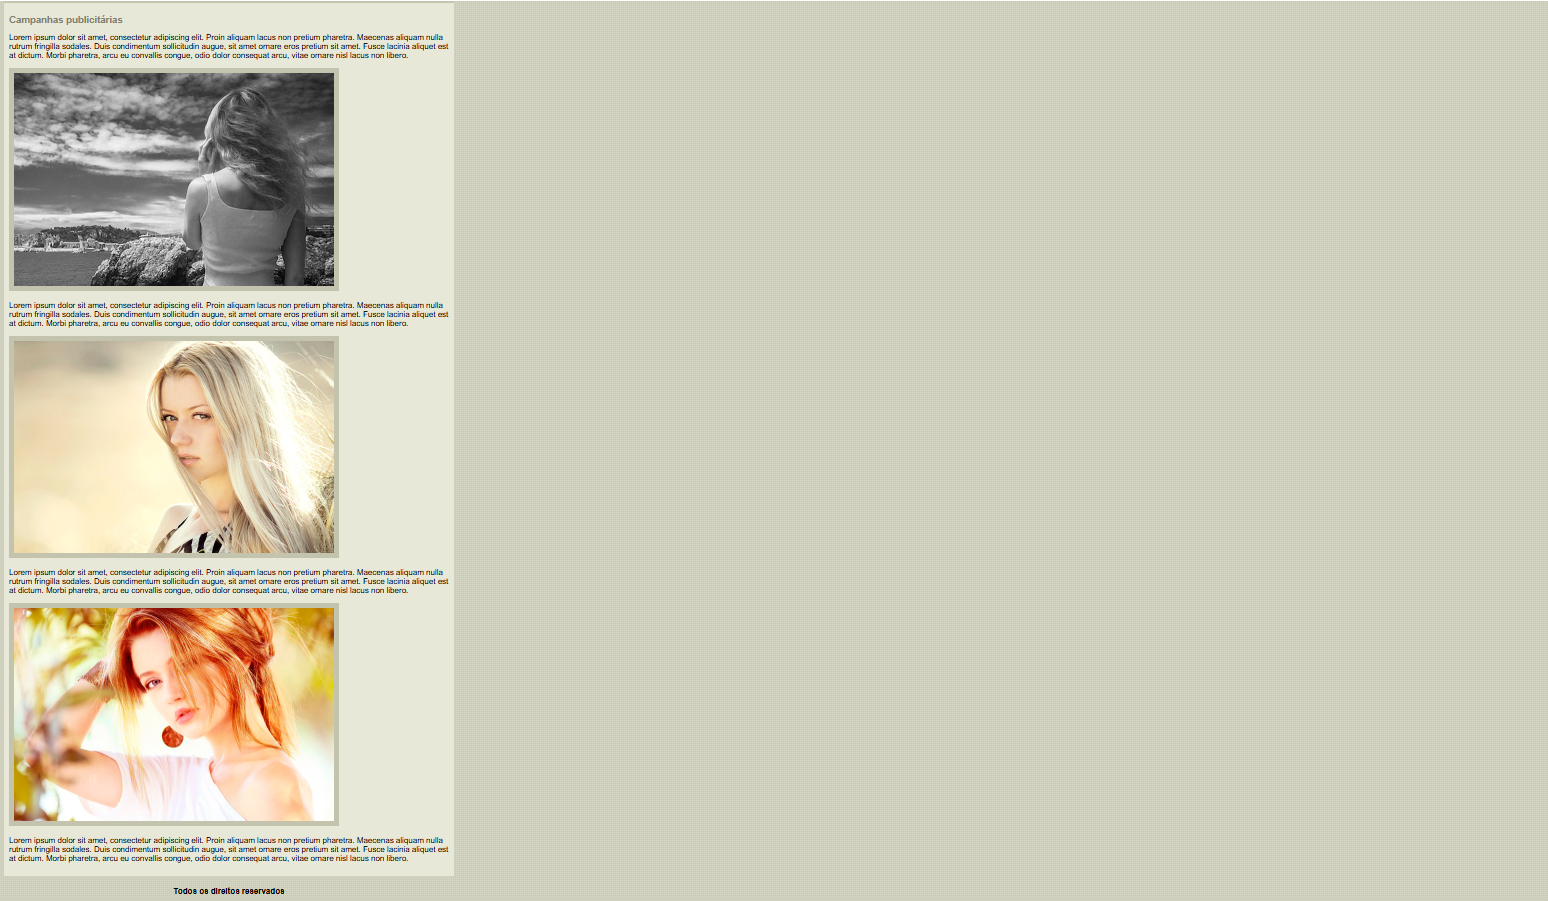 Campanhas publicitárias
Lorem ipsum dolor sit amet, consectetur adipiscing elit. Proin aliquam lacus non pretium pharetra. Maecenas aliquam nulla
rutrum fringilla sodales. Duis condimentum sollicitudin augue, sit amet ornare eros pretium sit amet. Fusce lacinia aliquet est
at dictum. Morbi pharetra, arcu eu convallis congue, odio dolor consequat arcu, vitae ornare nisl lacus non libero.
Lorem ipsum dolor sit amet, consectetur adipiscing elit. Proin aliquam lacus non pretium pharetra. Maecenas aliquam nulla
rutrum fringilla sodales. Duis condimentum sollicitudin augue, sit amet ornare eros pretium sit amet. Fusce lacinia aliquet est
at dictum. Morbi pharetra, arcu eu convallis congue, odio dolor consequat arcu, vitae ornare nisl lacus non libero.
Lorem ipsum dolor sit amet, consectetur adipiscing elit. Proin aliquam lacus non pretium pharetra. Maecenas aliquam nulla
rutrum fringilla sodales. Duis condimentum sollicitudin augue, sit amet ornare eros pretium sit amet. Fusce lacinia aliquet est
at dictum. Morbi pharetra, arcu eu convallis congue, odio dolor consequat arcu, vitae ornare nisl lacus non libero.
Lorem ipsum dolor sit amet, consectetur adipiscing elit. Proin aliquam lacus non pretium pharetra. Maecenas aliquam nulla
rutrum fringilla sodales. Duis condimentum sollicitudin augue, sit amet ornare eros pretium sit amet. Fusce lacinia aliquet est
at dictum. Morbi pharetra, arcu eu convallis congue, odio dolor consequat arcu, vitae ornare nisl lacus non libero.
Todos os direitos reservados